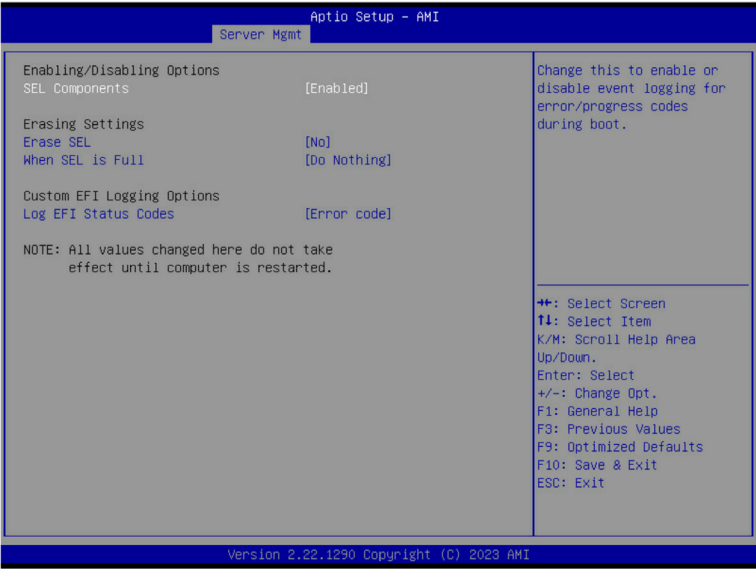 Aptio Setup – AMI
Server Mgmt
Enabling/Disabling Options
SEL Components [Enabled]
Erasing Settings
Erase SEL [No]
When SEL is Full [Do Nothing]
Custom EFI Logging Options
Log EFI Status Codes [Error code]
NOTE: All values changed here do not take
effect until computer is restarted.
Change this to enable or
disable event logging for
error/progress codes
during boot.
→←: Select Screen
↑↓: Select Item
K/M: Scroll Help Area
Up/Down.
Enter: Select
+/-: Change Opt.
F1: General Help
F3: Previous Values
F9: Optimized Defaults
F10: Save & Exit
ESC: Exit
Version 2.22.1290 Copyright (C) 2023 AMI